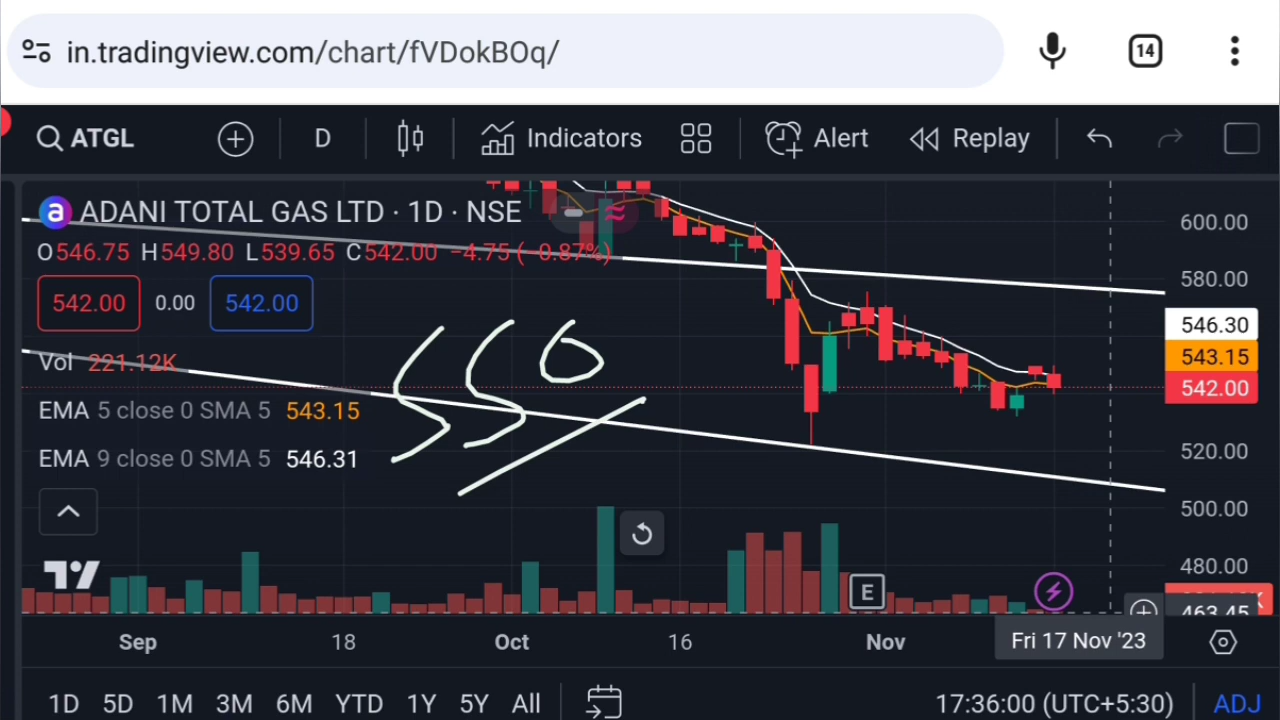 in.tradingview.com/chart/fVDokBOq/
14
ATGL
D
Indicators
Alert
Replay
a ADANI TOTAL GAS LTD · 1D · NSE
O546.75 H549.80 L539.65 C542.00 −4.75 (−0.87%)
542.00 0.00 542.00
Vol 221.12K
EMA 5 close 0 SMA 5 543.15
EMA 9 close 0 SMA 5 546.31
600.00
580.00
546.30
543.15
542.00
520.00
500.00
480.00
463.45
E
Sep 18 Oct 16 Nov Fri 17 Nov '23
1D 5D 1M 3M 6M YTD 1Y 5Y All
17:36:00 (UTC+5:30) ADJ